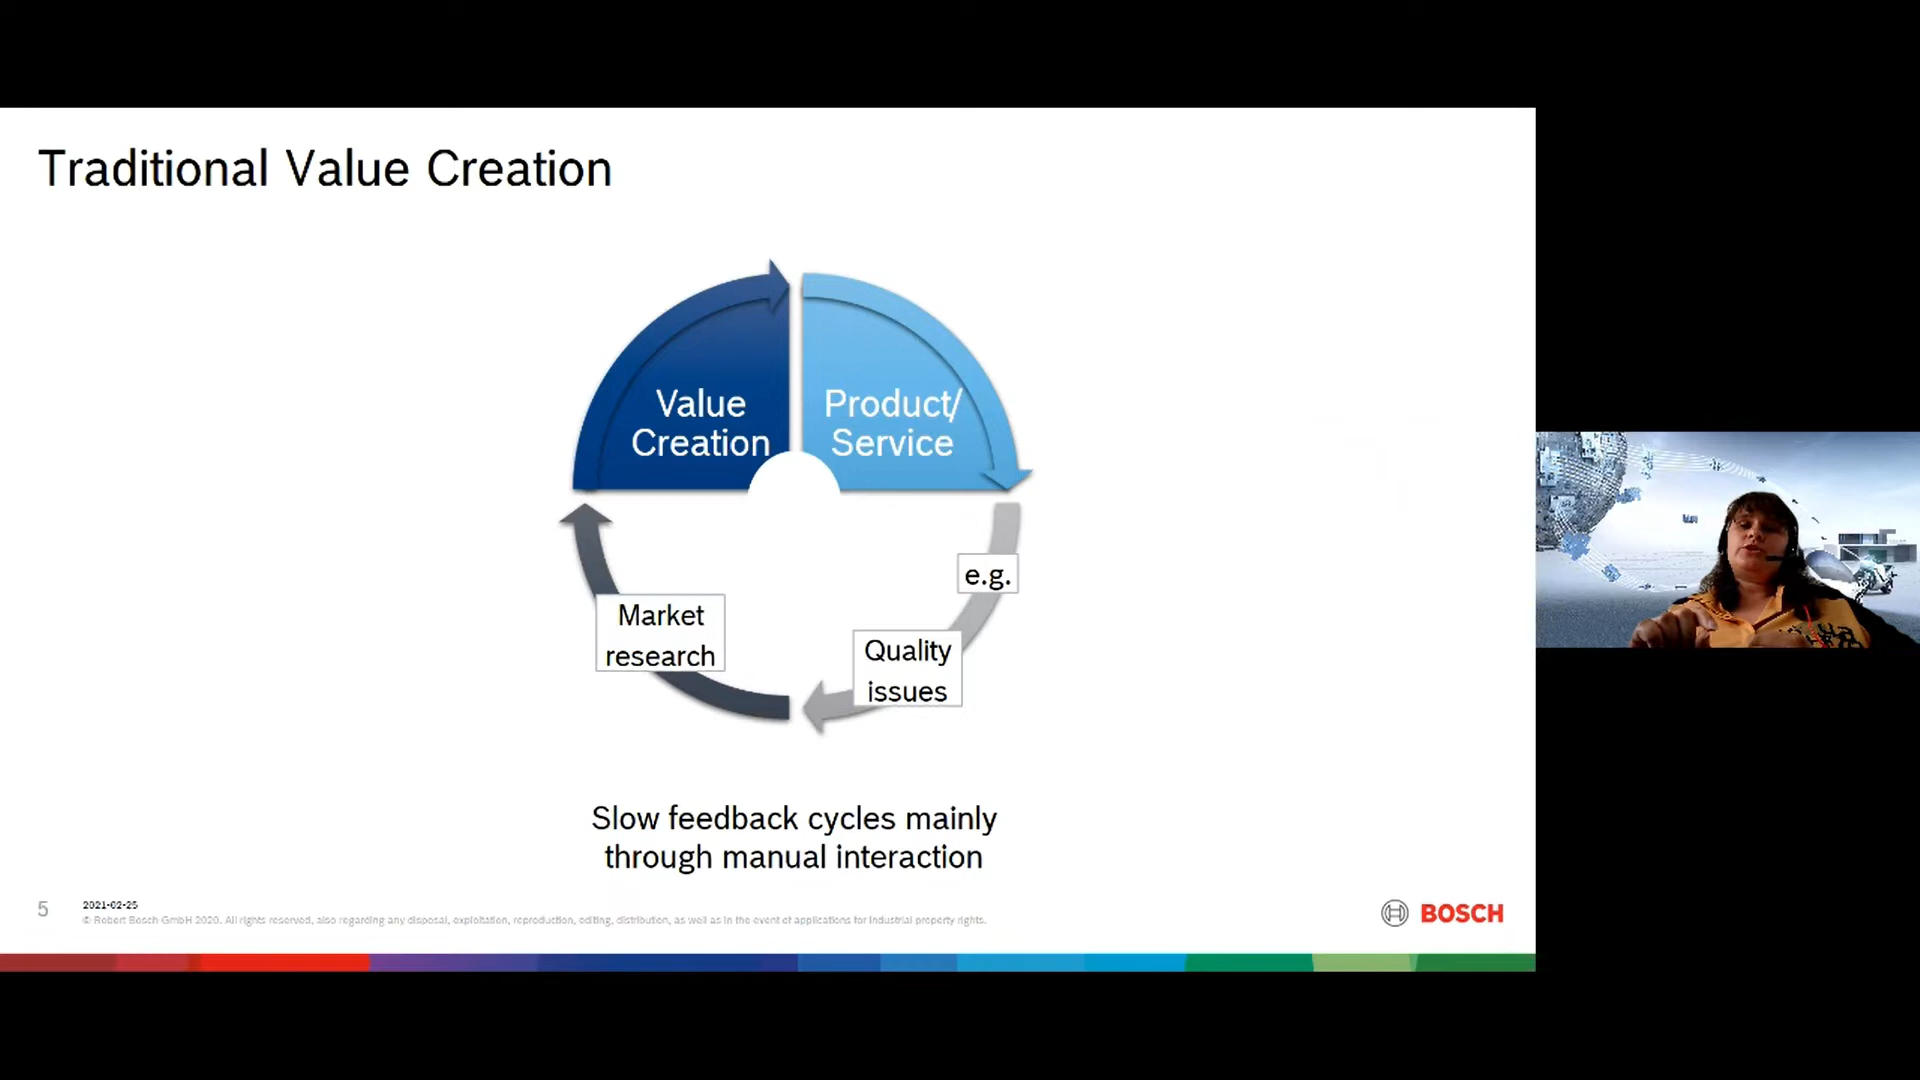 Traditional Value Creation
Value
Creation
Product/
Service
e.g.
Market
research
Quality
issues
Slow feedback cycles mainly
through manual interaction
5
2021-02-25
© Robert Bosch GmbH 2020. All rights reserved, also regarding any disposal, exploitation, reproduction, editing, distribution, as well as in the event of applications for industrial property rights.
BOSCH